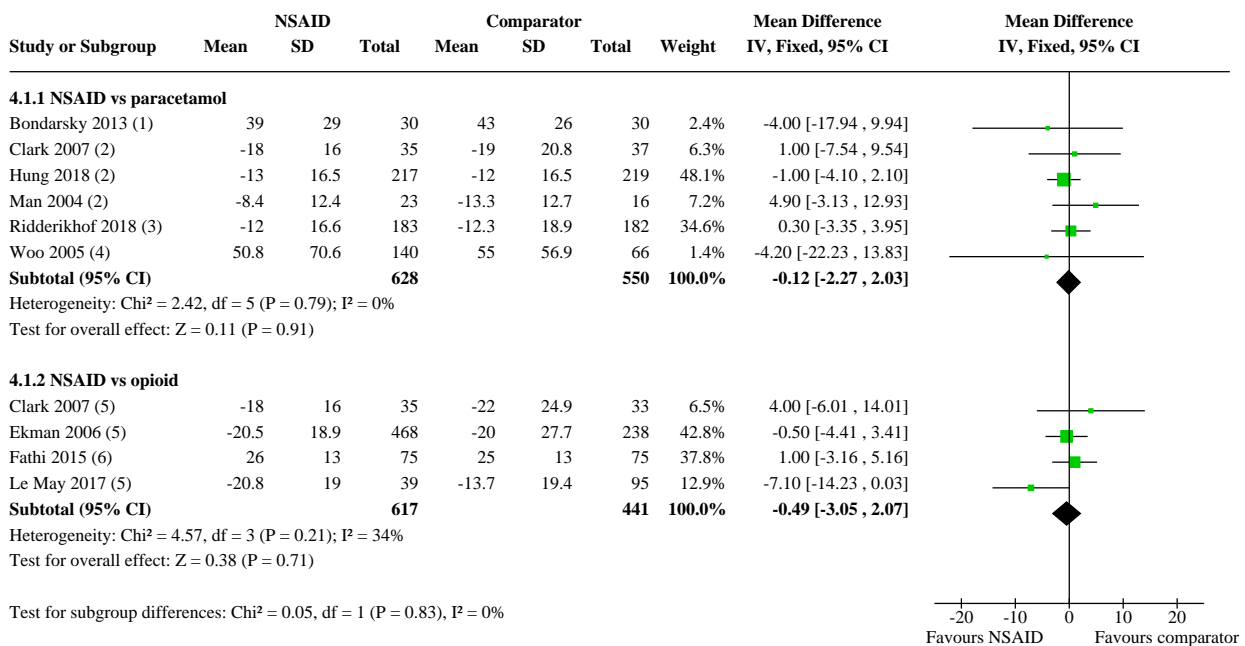 NSAID Comparator Mean Difference Mean Difference
Study or Subgroup Mean SD Total Mean SD Total Weight IV, Fixed, 95% CI IV, Fixed, 95% CI
4.1.1 NSAID vs paracetamol
Bondarsky 2013 (1) 39 29 30 43 26 30 2.4% -4.00 [-17.94 , 9.94]
Clark 2007 (2) -18 16 35 -19 20.8 37 6.3% 1.00 [-7.54 , 9.54]
Hung 2018 (2) -13 16.5 217 -12 16.5 219 48.1% -1.00 [-4.10 , 2.10]
Man 2004 (2) -8.4 12.4 23 -13.3 12.7 16 7.2% 4.90 [-3.13 , 12.93]
Ridderikhof 2018 (3) -12 16.6 183 -12.3 18.9 182 34.6% 0.30 [-3.35 , 3.95]
Woo 2005 (4) 50.8 70.6 140 55 56.9 66 1.4% -4.20 [-22.23 , 13.83]
Subtotal (95% CI) 628 550 100.0% -0.12 [-2.27 , 2.03]
Heterogeneity: Chi² = 2.42, df = 5 (P = 0.79); I² = 0%
Test for overall effect: Z = 0.11 (P = 0.91)
4.1.2 NSAID vs opioid
Clark 2007 (5) -18 16 35 -22 24.9 33 6.5% 4.00 [-6.01 , 14.01]
Ekman 2006 (5) -20.5 18.9 468 -20 27.7 238 42.8% -0.50 [-4.41 , 3.41]
Fathi 2015 (6) 26 13 75 25 13 75 37.8% 1.00 [-3.16 , 5.16]
Le May 2017 (5) -20.8 19 39 -13.7 19.4 95 12.9% -7.10 [-14.23 , 0.03]
Subtotal (95% CI) 617 441 100.0% -0.49 [-3.05 , 2.07]
Heterogeneity: Chi² = 4.57, df = 3 (P = 0.21); I² = 34%
Test for overall effect: Z = 0.38 (P = 0.71)
Test for subgroup differences: Chi² = 0.05, df = 1 (P = 0.83), I² = 0%
-20 -10 0 10 20
Favours NSAID Favours comparator